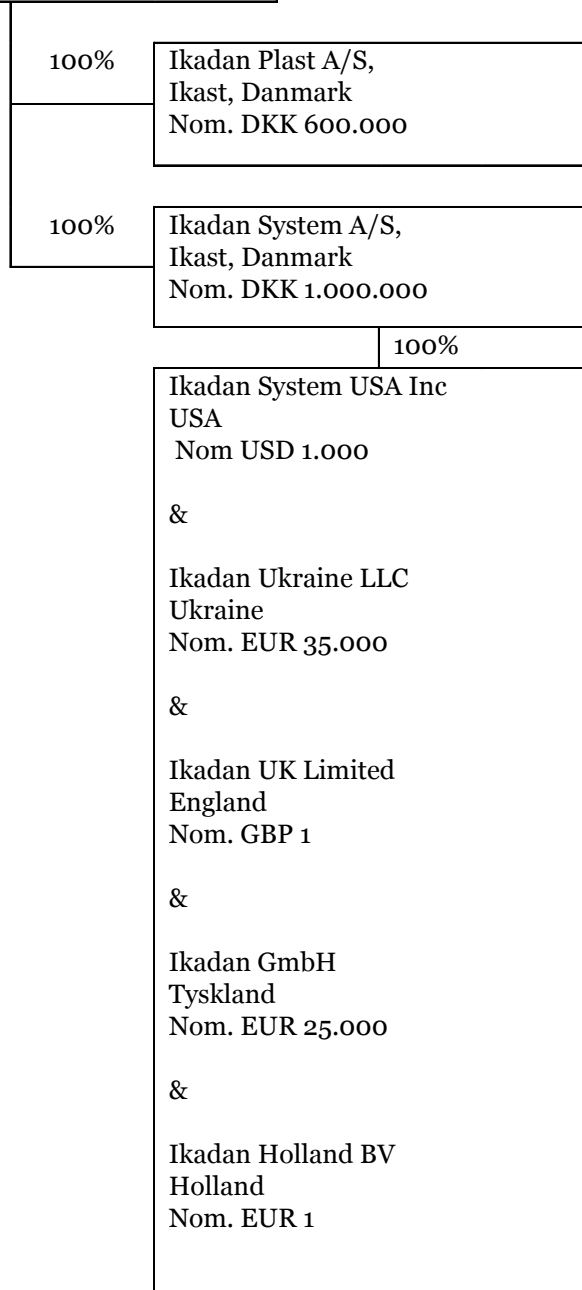 100%
Ikadan Plast A/S,
Ikast, Danmark
Nom. DKK 600.000
100%
Ikadan System A/S,
Ikast, Danmark
Nom. DKK 1.000.000
100%
Ikadan System USA Inc
USA
Nom USD 1.000
&
Ikadan Ukraine LLC
Ukraine
Nom. EUR 35.000
&
Ikadan UK Limited
England
Nom. GBP 1
&
Ikadan GmbH
Tyskland
Nom. EUR 25.000
&
Ikadan Holland BV
Holland
Nom. EUR 1